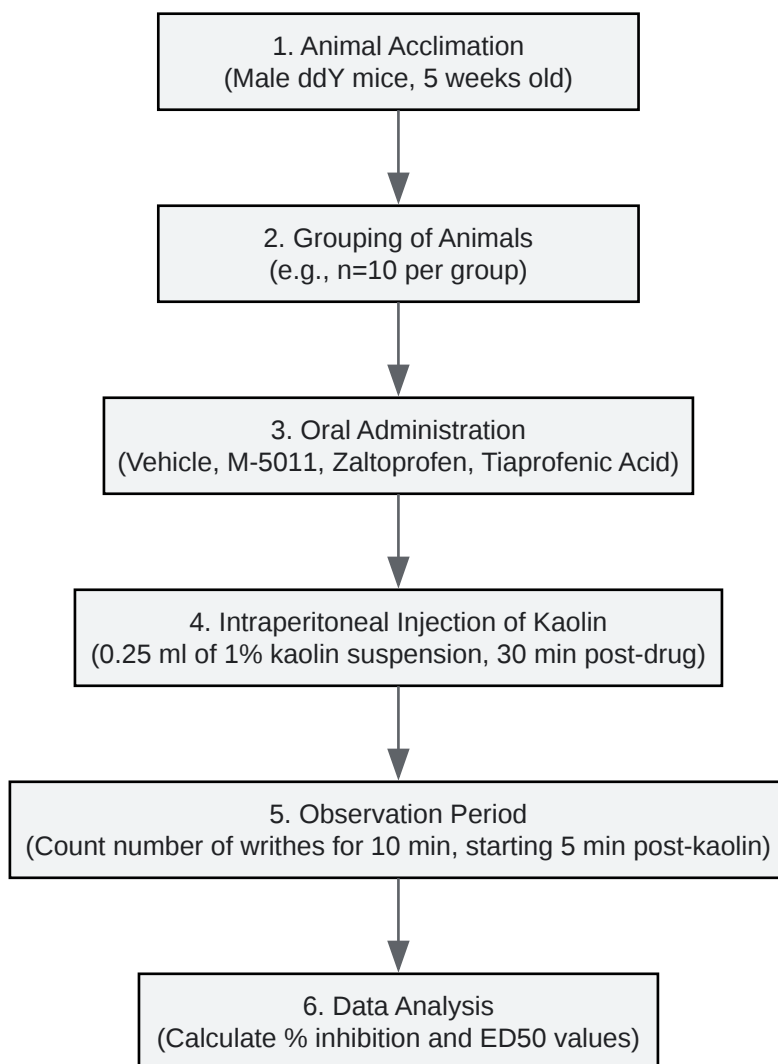 1. Animal Acclimation
(Male ddY mice, 5 weeks old)
2. Grouping of Animals
(e.g., n=10 per group)
3. Oral Administration
(Vehicle, M-5011, Zaltoprofen, Tiaprofenic Acid)
4. Intraperitoneal Injection of Kaolin
(0.25 ml of 1% kaolin suspension, 30 min post-drug)
5. Observation Period
(Count number of writhes for 10 min, starting 5 min post-kaolin)
6. Data Analysis
(Calculate % inhibition and ED50 values)